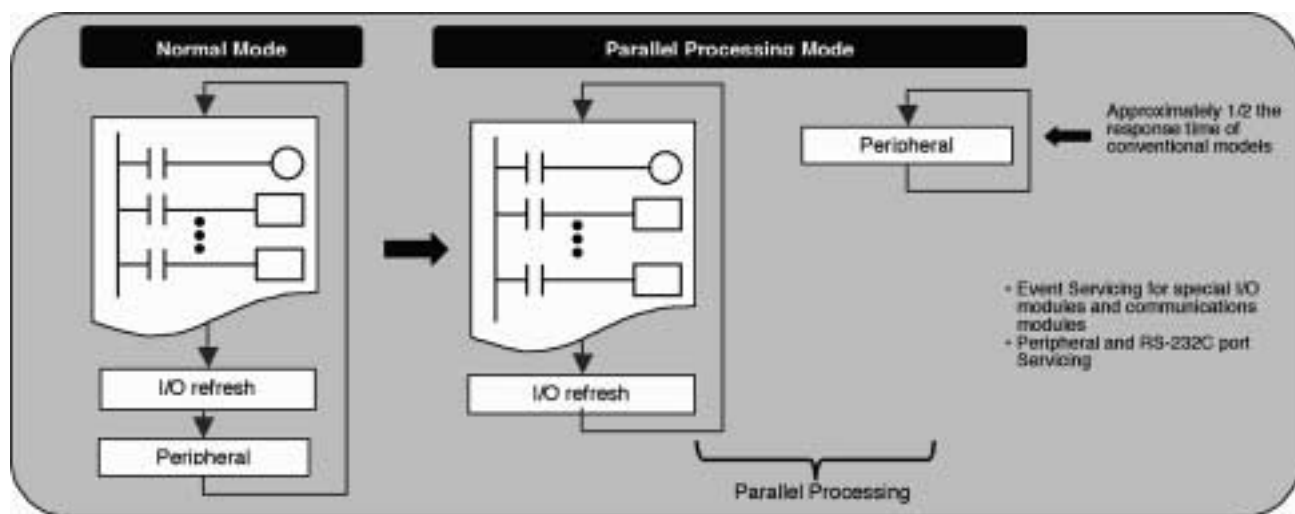 Normal Mode
Parallel Processing Mode
I/O refresh
Peripheral
I/O refresh
Peripheral
Approximately 1/2 the
response time of
conventional models
• Event Servicing for special I/O
modules and communications
modules
• Peripheral and RS-232C port
Servicing
Parallel Processing